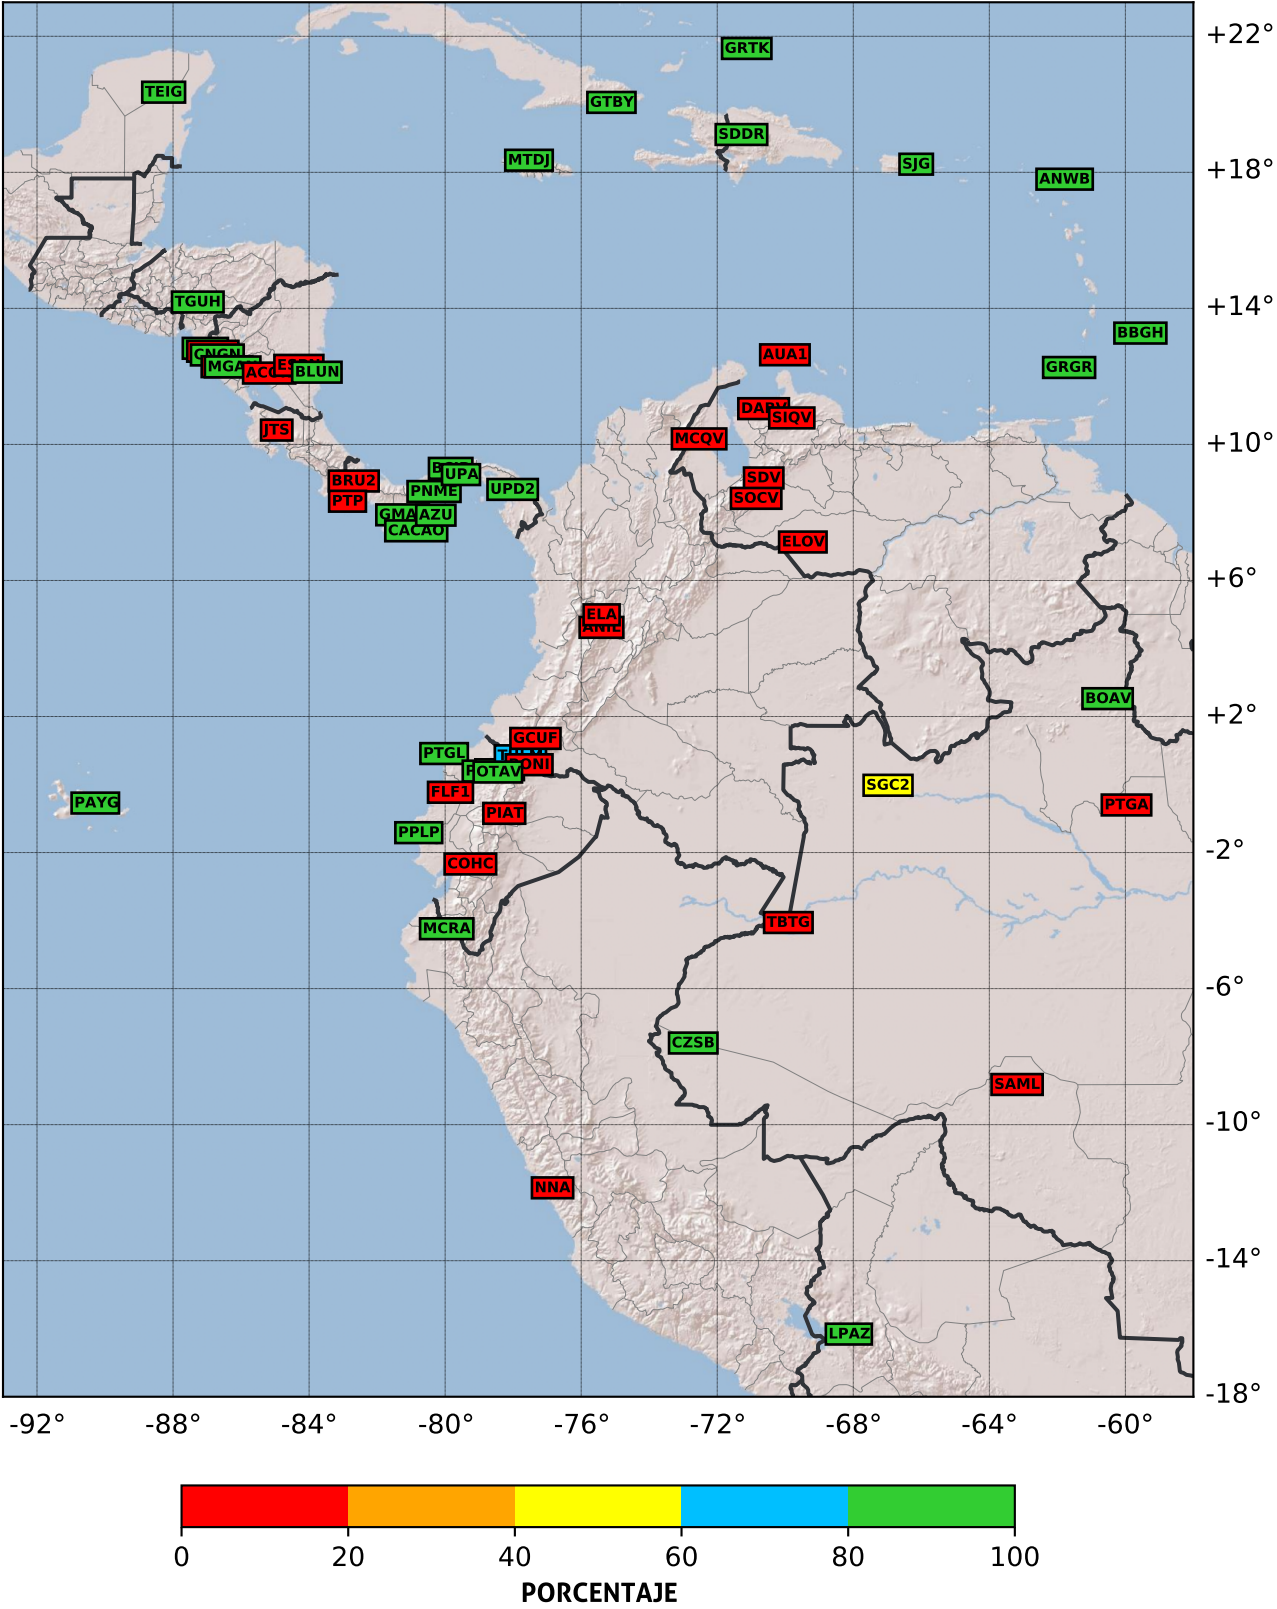 +22°
GRTK
TEIG
GTBY
SDDR
MTDJ
SJG
ANWB
+18°
TGUH
+14°
BBGH
CNGN
MGA
BLUN
AUA1
GRGR
SIQV
JTS
MCQV
+10°
UPA
BRU2
PNME
UPD2
SDV
PTP
SOCV
GMA
AZU
CACAO
ELOV
+6°
ELA
BOAV
+2°
GCUF
PTGL
OTAV
SGC2
FLF1
PAYG
PTGA
PIAT
PPLP
-2°
COHC
TBTG
MCRA
-6°
CZSB
SAML
-10°
NNA
-14°
LPAZ
-18°
-92° -88° -84° -80° -76° -72° -68° -64° -60°
0 20 40 60 80 100
PORCENTAJE